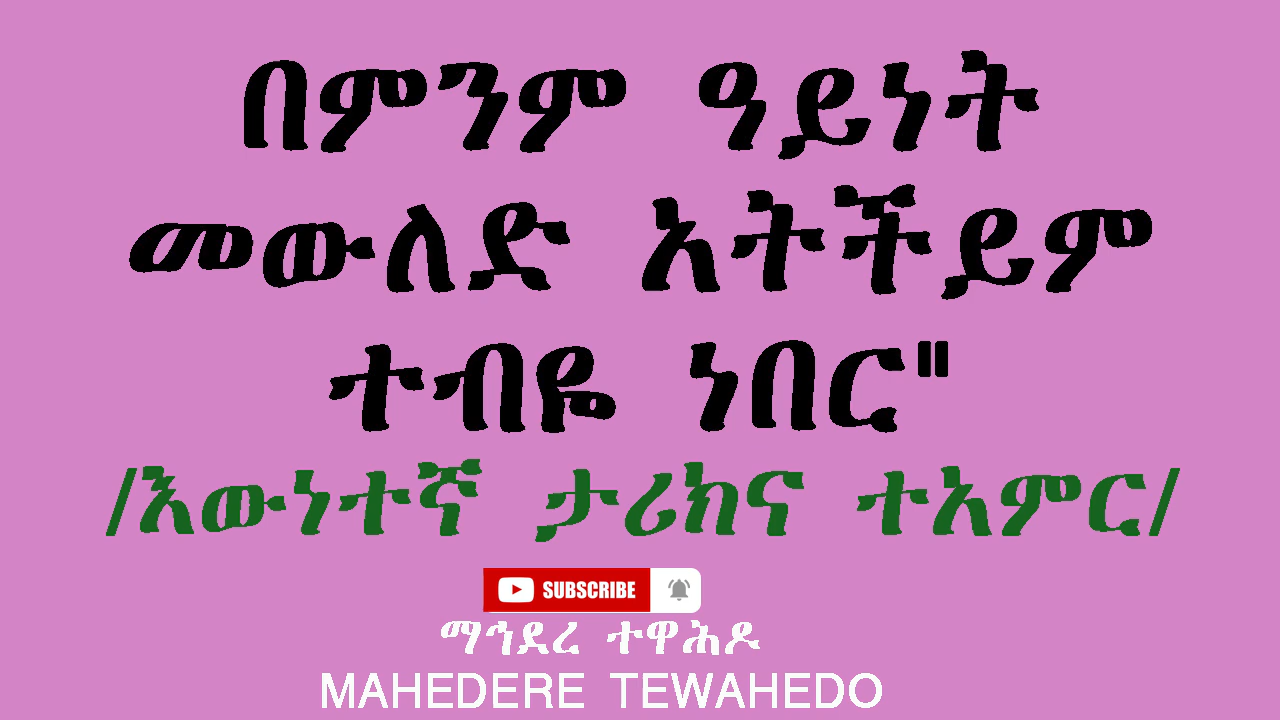 በምንም ዓይነት
መውለድ አትችይም
ተብዬ ነበር"
/እውነተኛ ታሪክና ተአምር/
SUBSCRIBE
ማኅደረ ተዋሕዶ
MAHEDERE TEWAHEDO